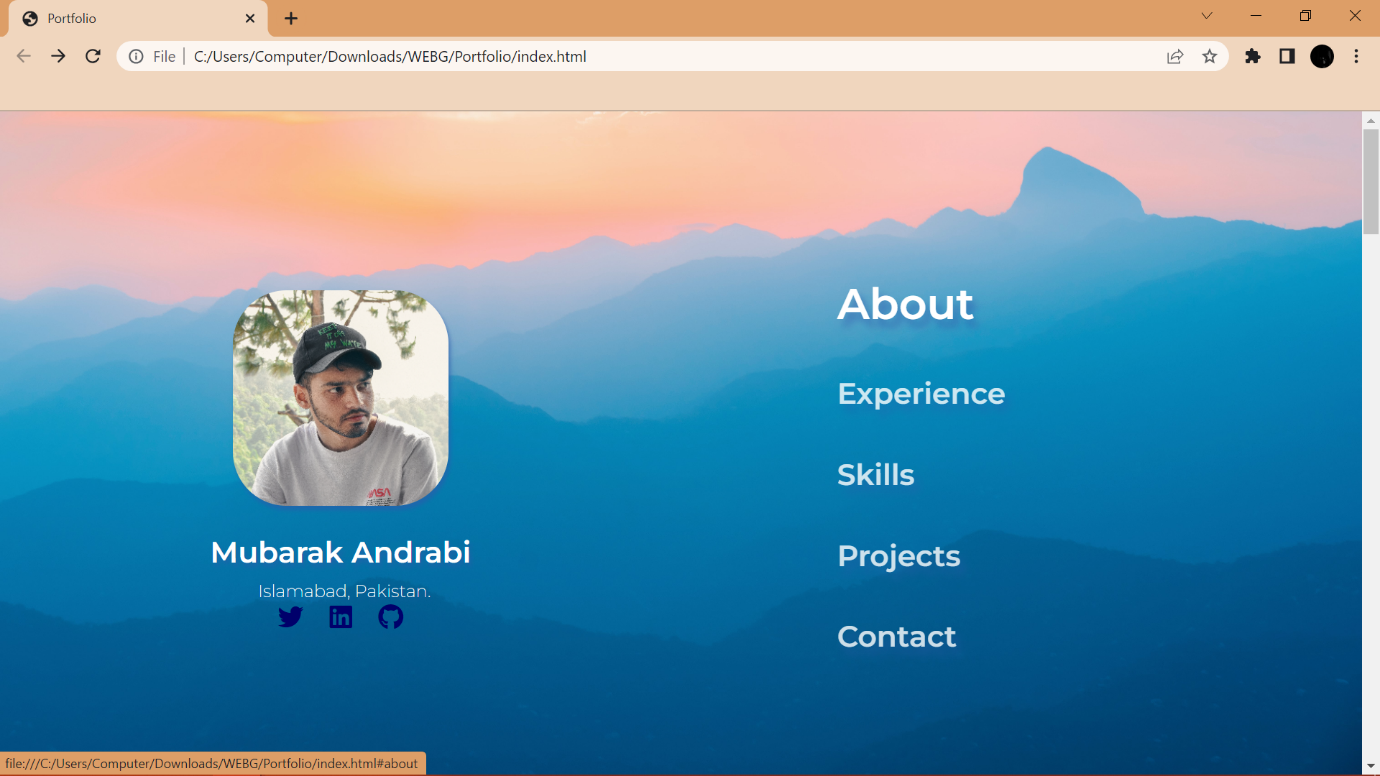 Portfolio
File
C:/Users/Computer/Downloads/WEBG/Portfolio/index.html
About
Experience
Skills
Projects
Contact
Mubarak Andrabi
Islamabad, Pakistan.
file:///C:/Users/Computer/Downloads/WEBG/Portfolio/index.html#about